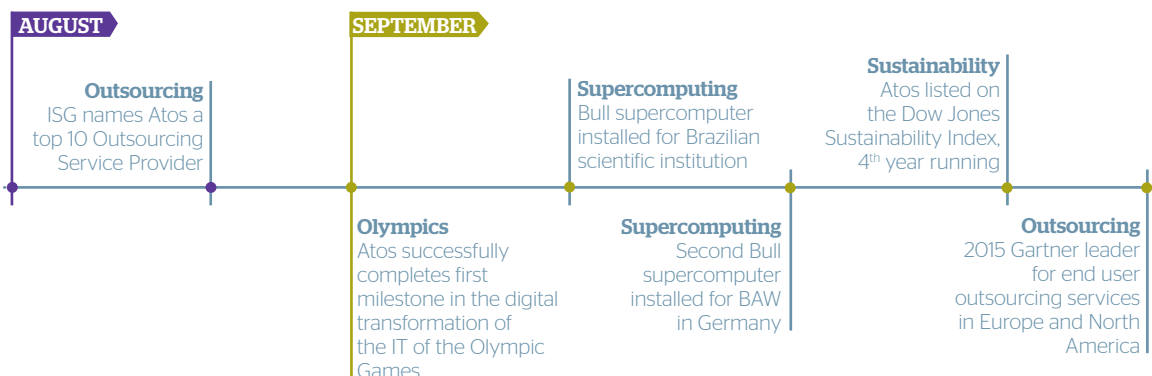 AUGUST
SEPTEMBER
Outsourcing
ISG names Atos a
top 10 Outsourcing
Service Provider
Olympics
Atos successfully
completes first
milestone in the digital
transformation of
the IT of the Olympic
Games
Supercomputing
Bull supercomputer
installed for Brazilian
scientific institution
Supercomputing
Second Bull
supercomputer
installed for BAW
in Germany
Sustainability
Atos listed on
the Dow Jones
Sustainability Index,
4th year running
Outsourcing
2015 Gartner leader
for end user
outsourcing services
in Europe and North
America